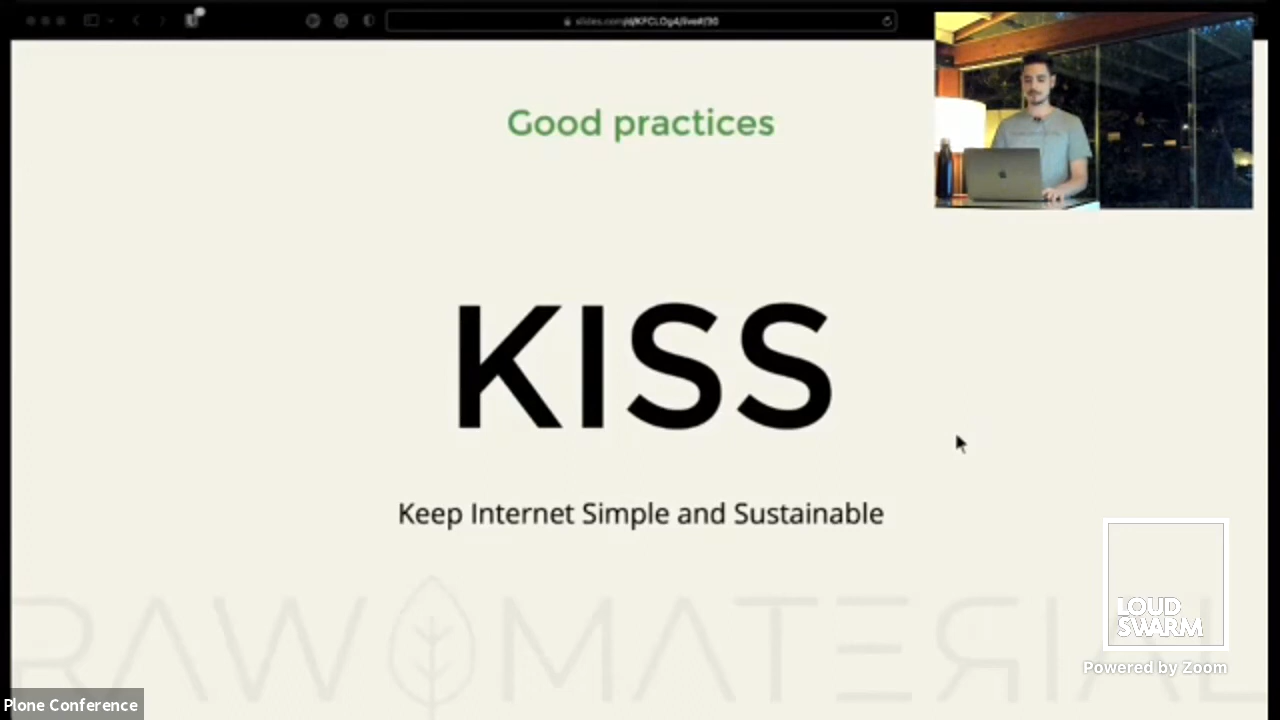 Good practices
KISS
Keep Internet Simple and Sustainable
RAW MATERIAL
LOUD
SWARM
Powered by Zoom
Plone Conference